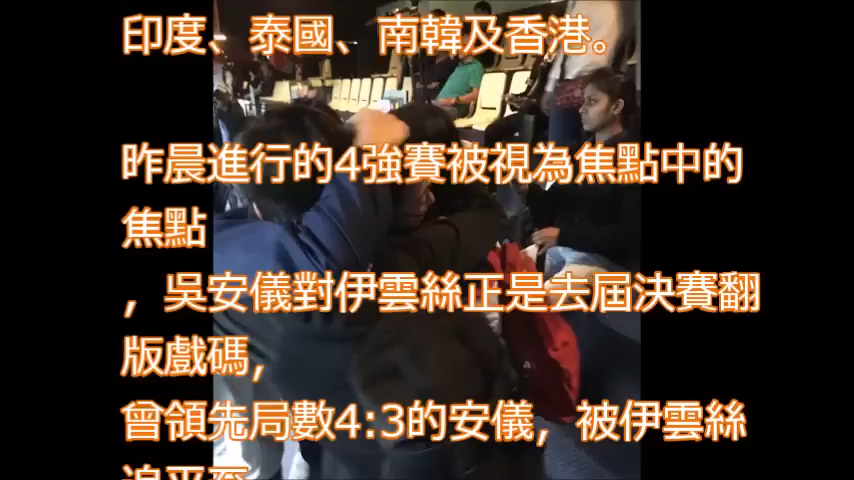 印度、泰國、南韓及香港。
昨晨進行的4強賽被視為焦點中的
焦點
，吳安儀對伊雲絲正是去屆決賽翻
版戲碼，
曾領先局數4:3的安儀，被伊雲絲
追平至